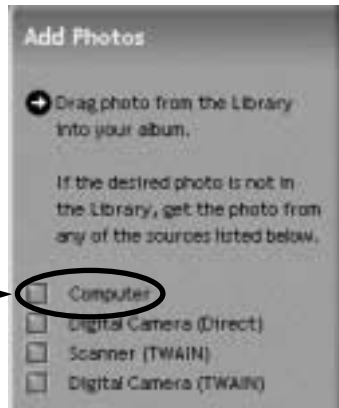 Add Photos
Drag photo from the Library
into your album.
If the desired photo is not in
the Library, get the photo from
any of the sources listed below.
Computer
Digital Camera (Direct)
Scanner (TWAIN)
Digital Camera (TWAIN)